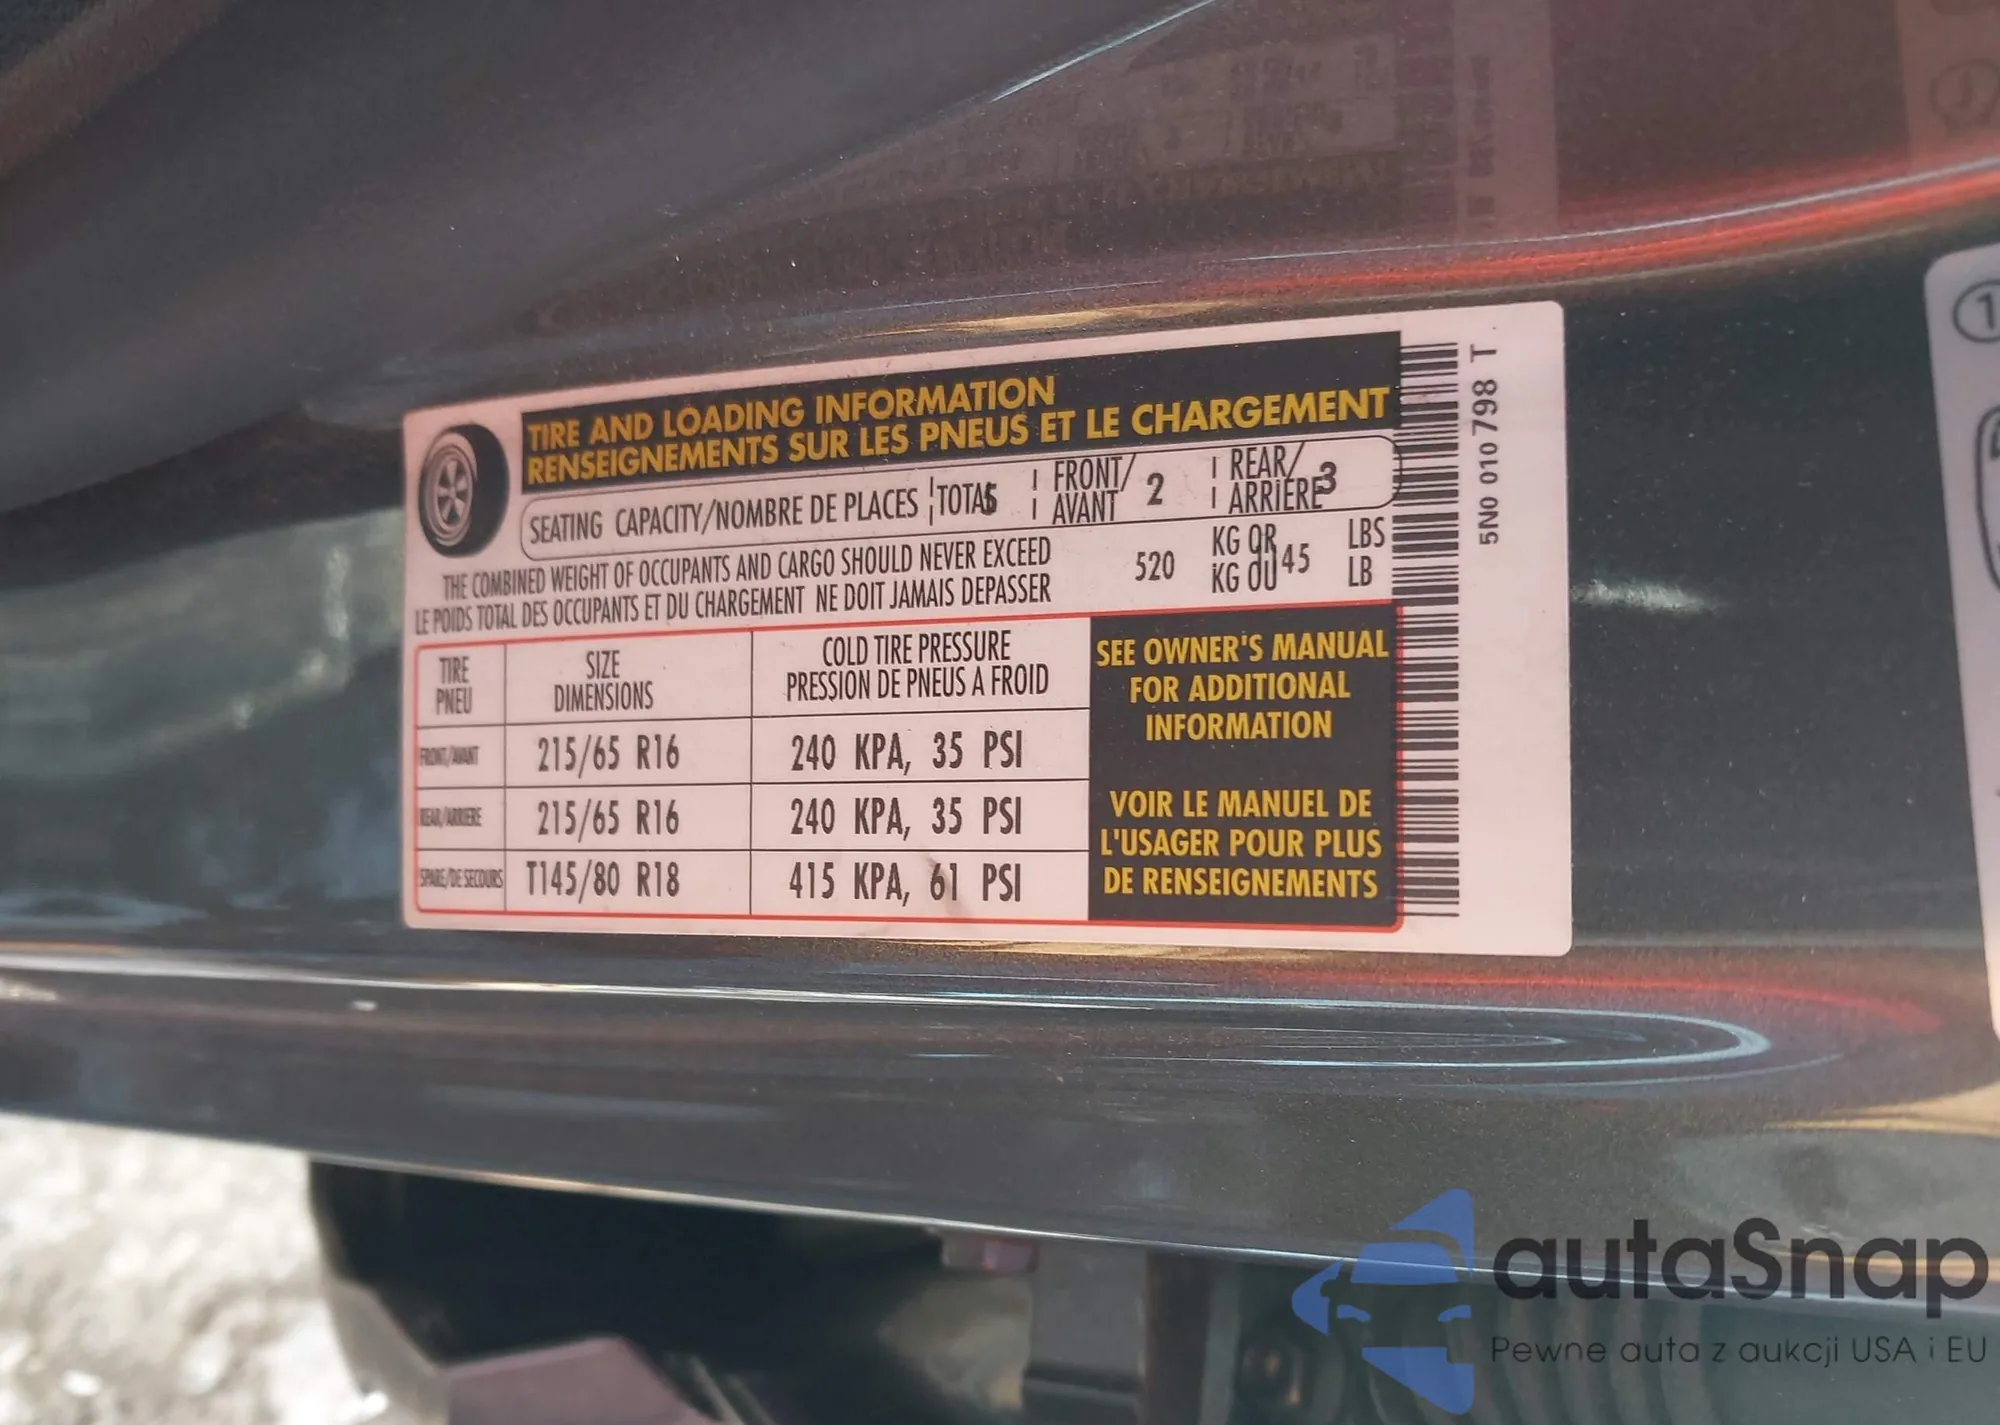 TIRE AND LOADING INFORMATION
RENSEIGNEMENTS SUR LES PNEUS ET LE CHARGEMENT
SEATING CAPACITY/NOMBRE DE PLACES TOTAL 5 FRONT/AVANT 2 REAR/ARRIÈRE 3
THE COMBINED WEIGHT OF OCCUPANTS AND CARGO SHOULD NEVER EXCEED 520 KG OR 1145 LBS
LE POIDS TOTAL DES OCCUPANTS ET DU CHARGEMENT NE DOIT JAMAIS DEPASSER KG OU LB
TIRE SIZE COLD TIRE PRESSURE
PNEU DIMENSIONS PRESSION DE PNEUS A FROID
FRONT/AVANT 215/65 R16 240 KPA, 35 PSI
REAR/ARRIERE 215/65 R16 240 KPA, 35 PSI
SPARE/DE SECOURS T145/80 R18 415 KPA, 61 PSI
SEE OWNER'S MANUAL
FOR ADDITIONAL
INFORMATION
VOIR LE MANUEL DE
L'USAGER POUR PLUS
DE RENSEIGNEMENTS
5N0 010 798 T
1
autaSnap
Pewne auta z aukcji USA i EU